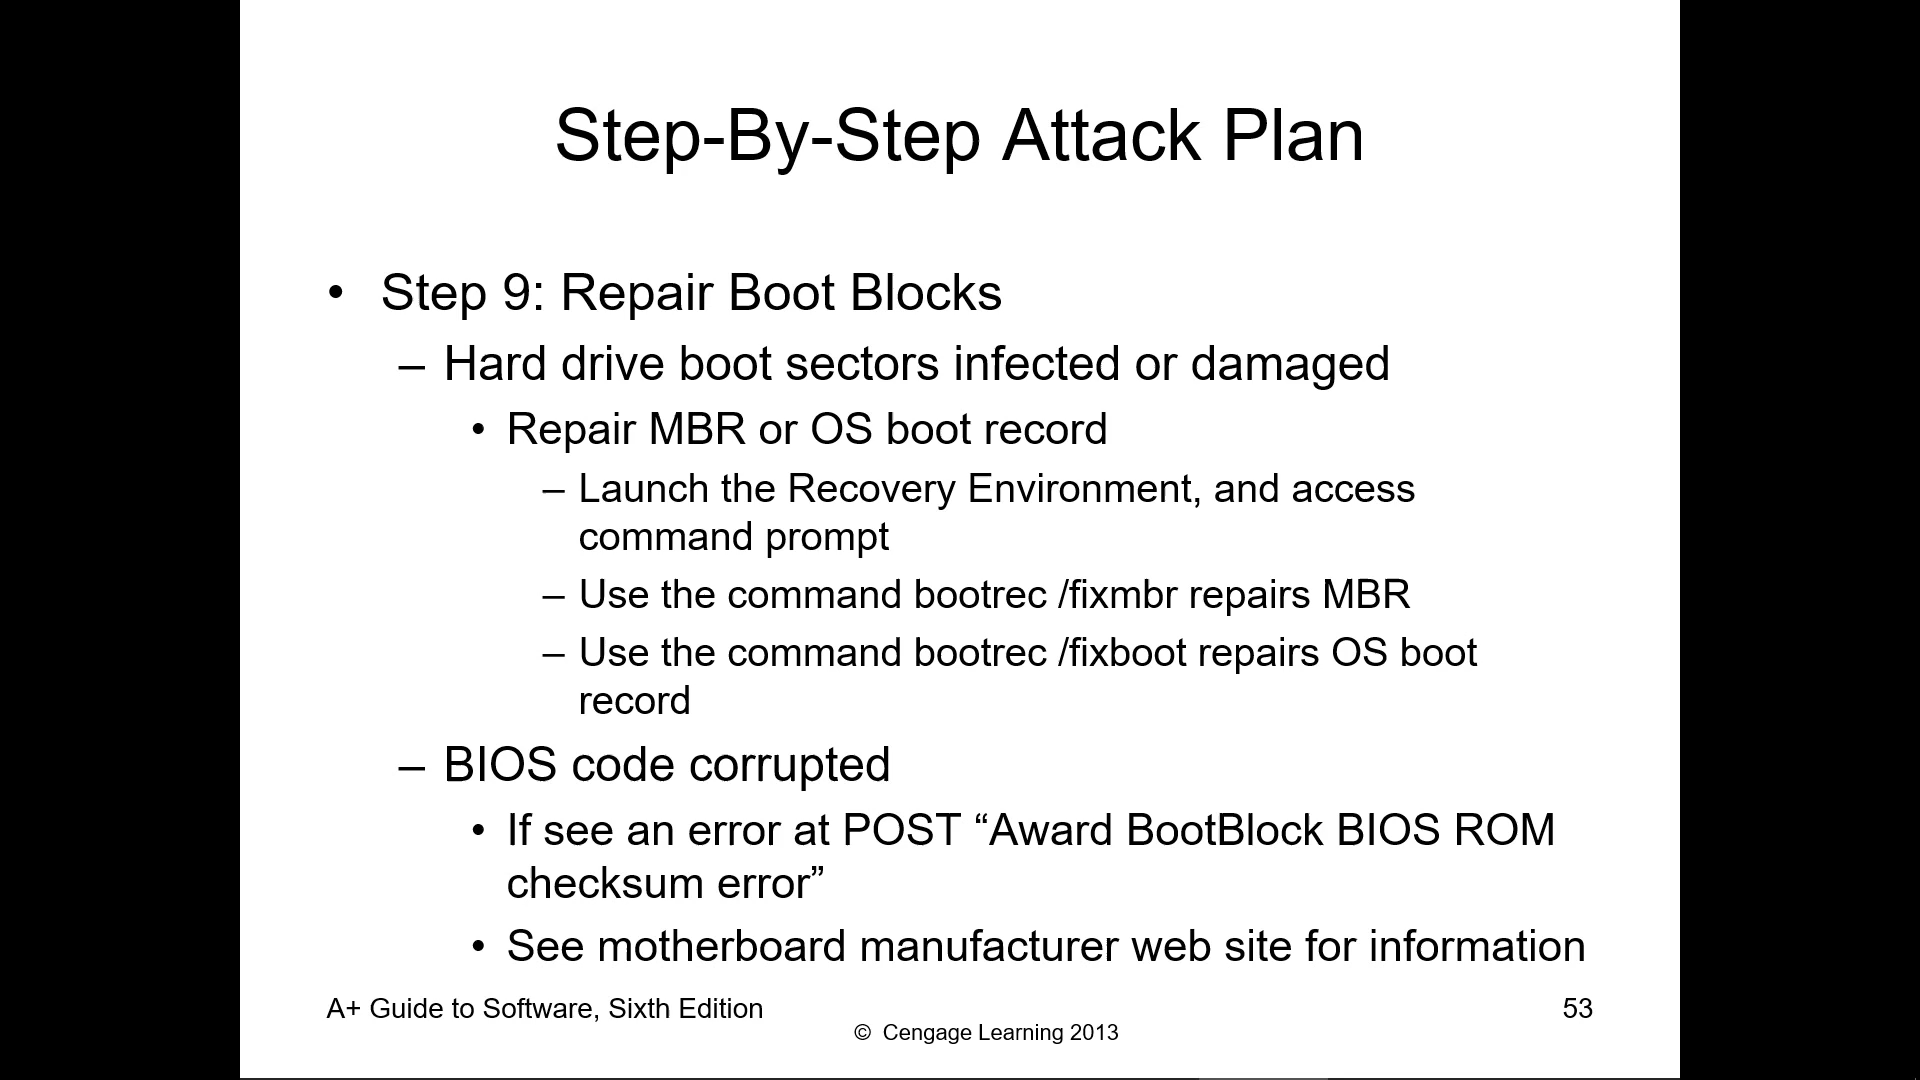 Step-By-Step Attack Plan
• Step 9: Repair Boot Blocks
– Hard drive boot sectors infected or damaged
• Repair MBR or OS boot record
– Launch the Recovery Environment, and access
command prompt
– Use the command bootrec /fixmbr repairs MBR
– Use the command bootrec /fixboot repairs OS boot
record
– BIOS code corrupted
• If see an error at POST “Award BootBlock BIOS ROM
checksum error”
• See motherboard manufacturer web site for information
A+ Guide to Software, Sixth Edition
53
© Cengage Learning 2013